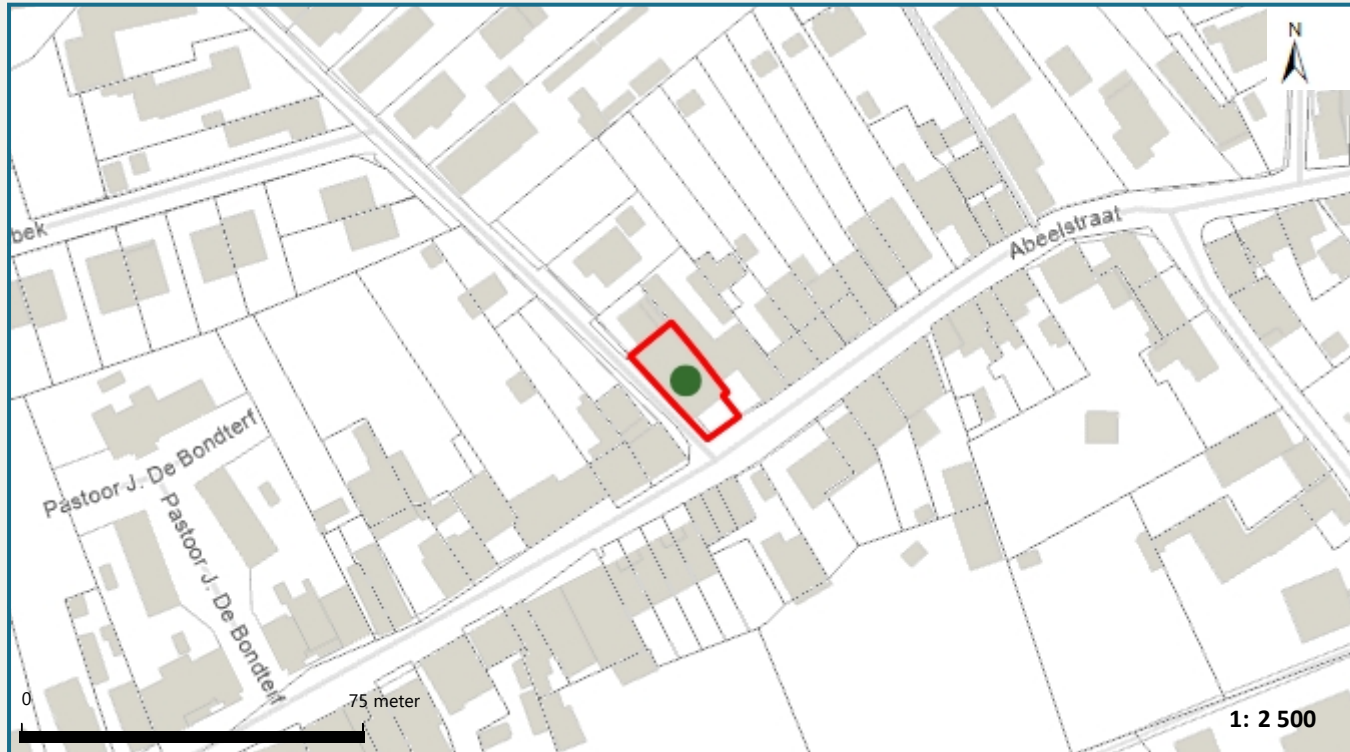 N
Abeelstraat
bek
Pastoor J. De Bondterf
Pastoor J. De Bondterf
0
75 meter
1: 2 500